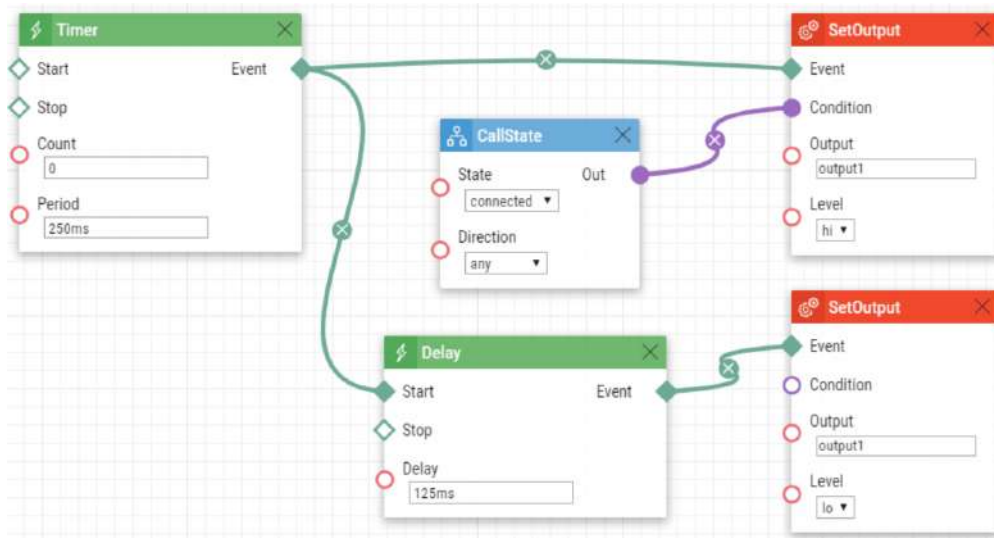 Timer
Start Event
Stop
Count
0
Period
250ms
CallState
State Out
connected
Direction
any
SetOutput
Event
Condition
Output
output1
Level
hi
Delay
Start Event
Stop
Delay
125ms
SetOutput
Event
Condition
Output
output1
Level
lo